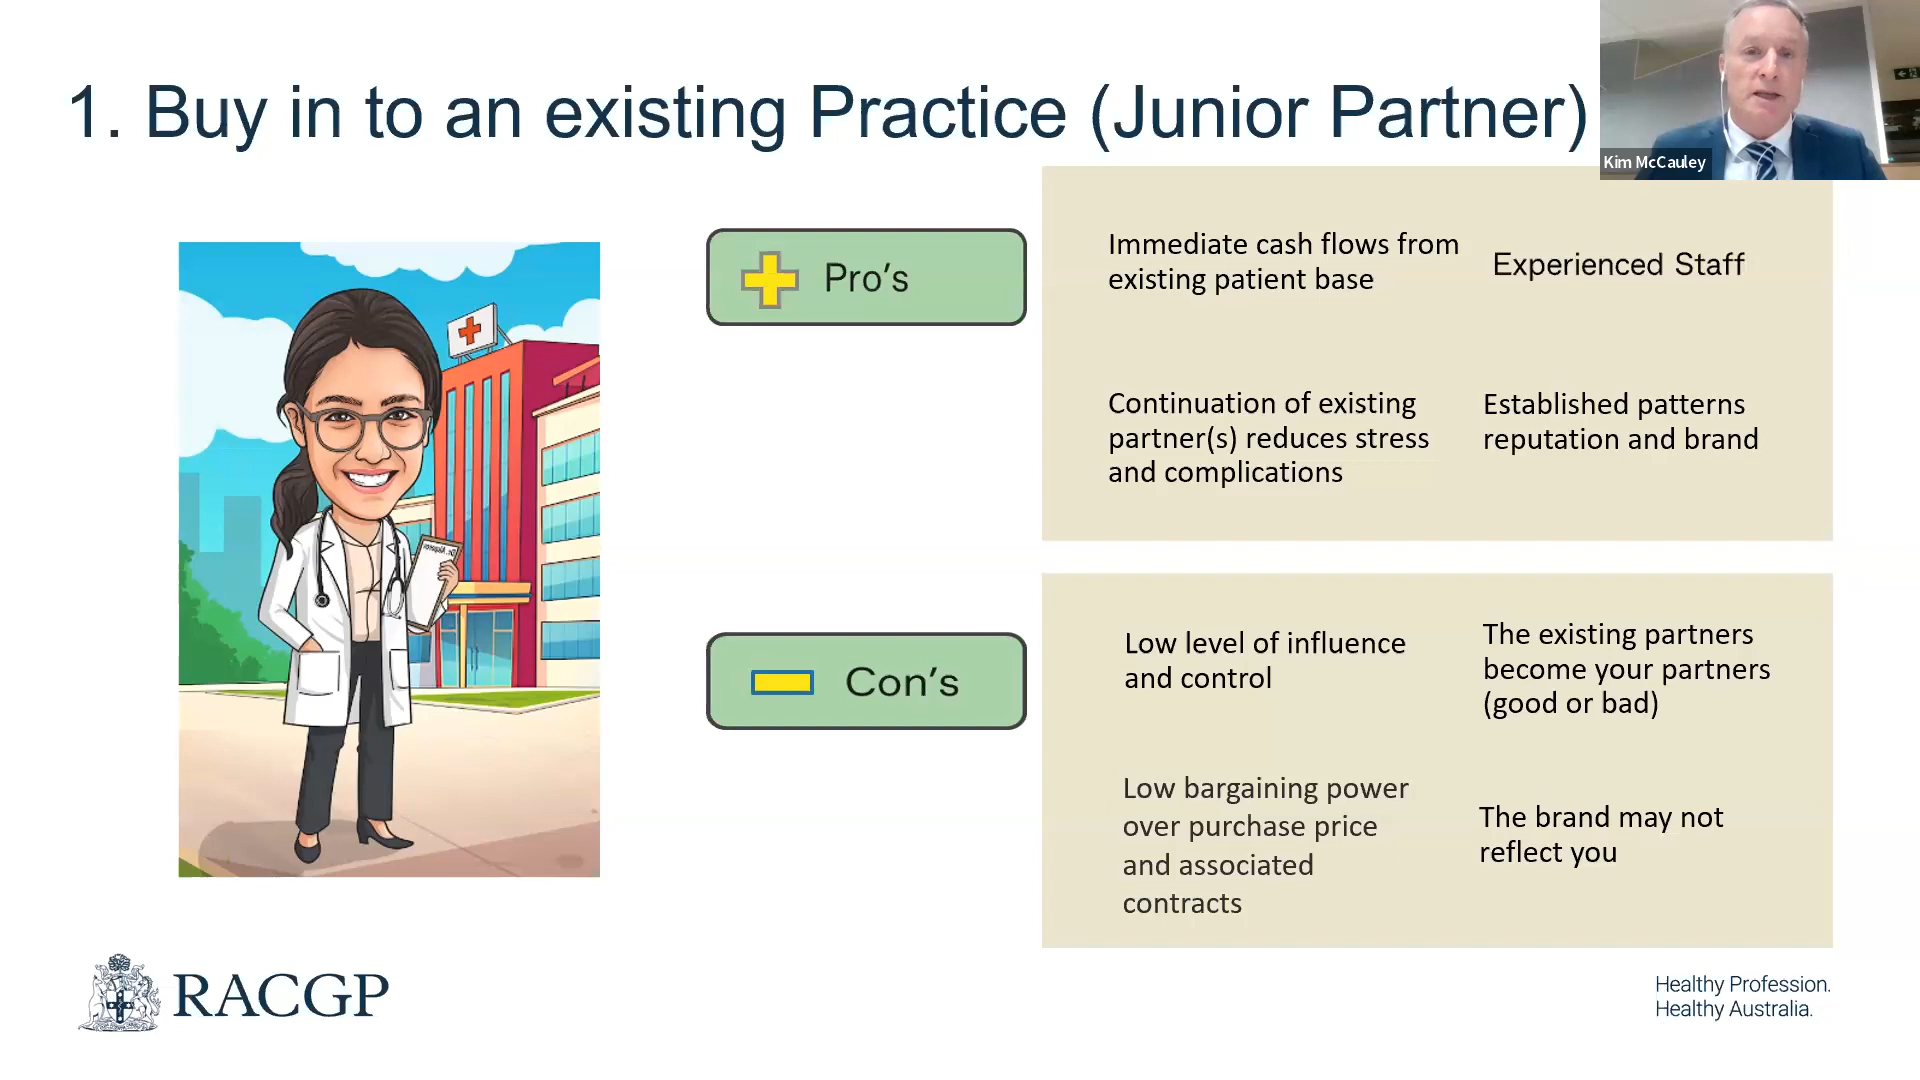 1. Buy in to an existing Practice (Junior Partner)
Kim McCauley
Pro's
Immediate cash flows from
existing patient base
Experienced Staff
Continuation of existing
partner(s) reduces stress
and complications
Established patterns
reputation and brand
Con's
Low level of influence
and control
The existing partners
become your partners
(good or bad)
Low bargaining power
over purchase price
and associated
contracts
The brand may not
reflect you
RACGP
Healthy Profession.
Healthy Australia.